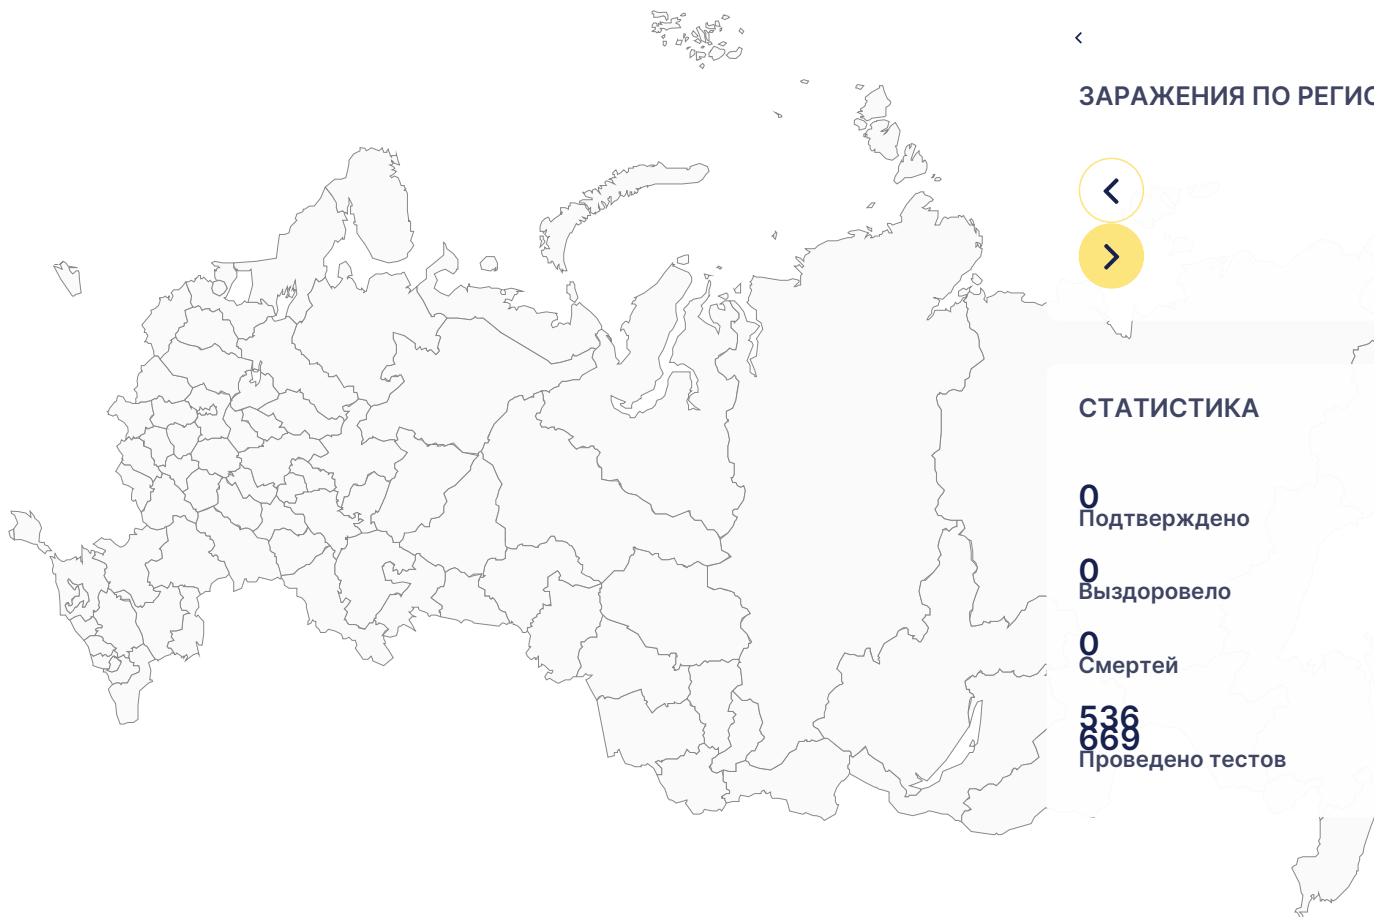 ЗАРАЖЕНИЯ ПО РЕГИО
СТАТИСТИКА
0
Подтверждено
0
Выздоровело
0
Смертей
536
669
Проведено тестов